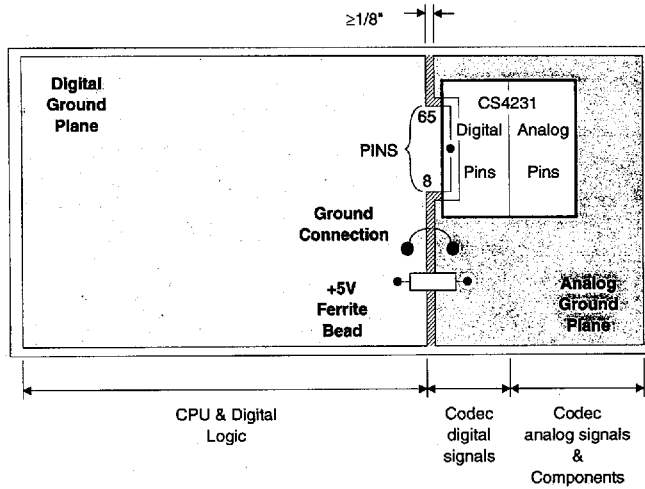 ≥1/8"
Digital
Ground
Plane
CS4231
65
Digital
Analog
PINS
Pins
Pins
8
Ground
Connection
+5V
Ferrite
Bead
Analog
Ground
Plane
CPU & Digital
Logic
Codec
digital
signals
Codec
analog signals
&
Components